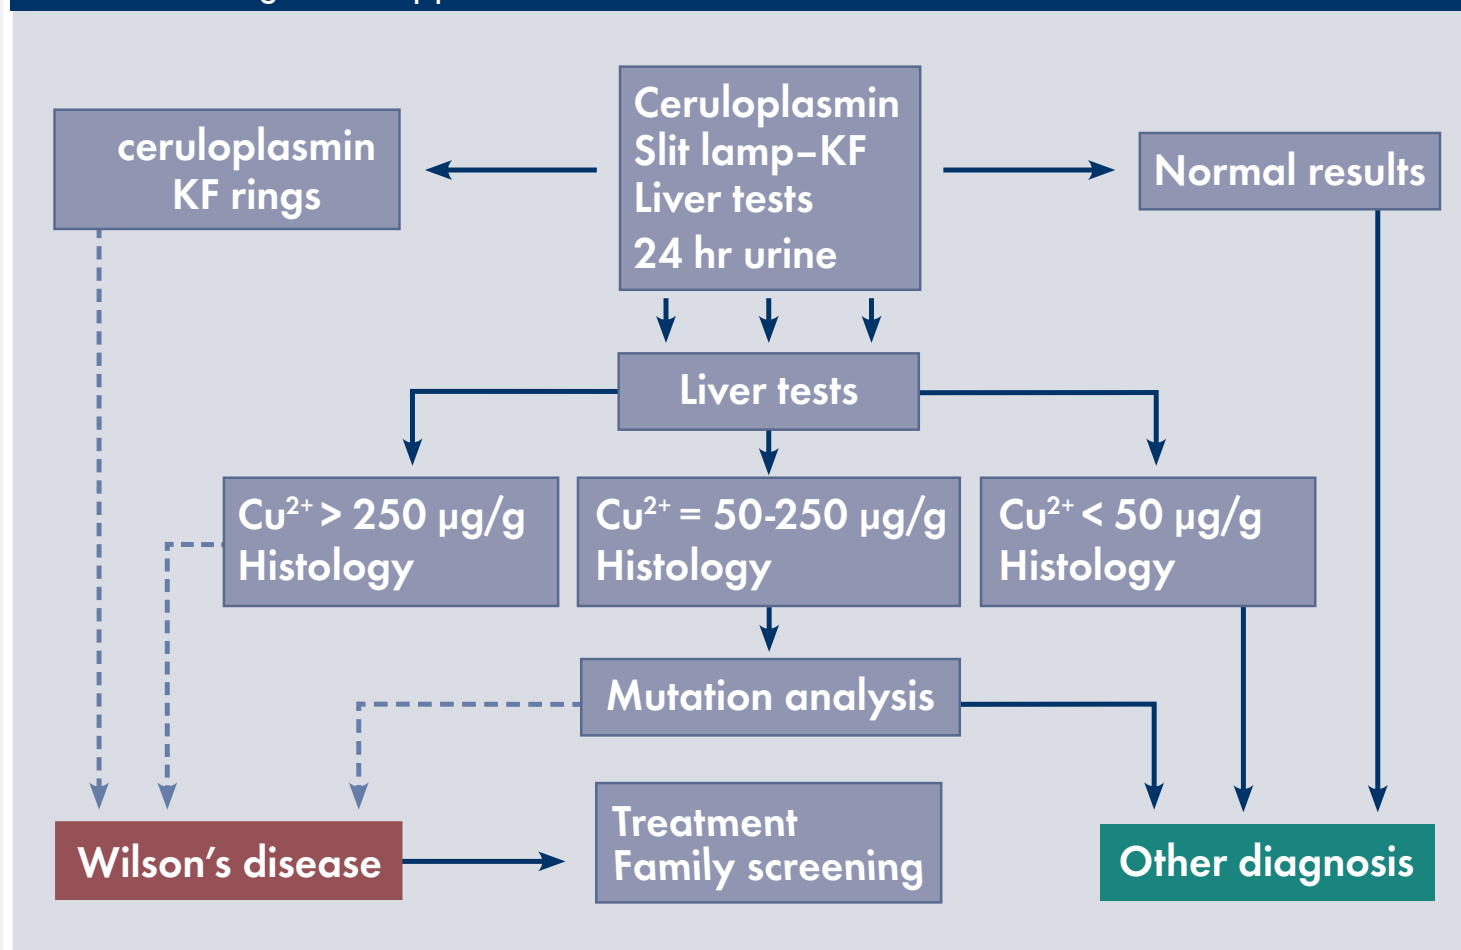 Ceruloplasmin
Slit lamp–KF
Liver tests
24 hr urine
ceruloplasmin
KF rings
Normal results
Liver tests
Cu²⁺ > 250 µg/g
Histology
Cu²⁺ = 50-250 µg/g
Histology
Cu²⁺ < 50 µg/g
Histology
Mutation analysis
Treatment
Family screening
Wilson’s disease
Other diagnosis